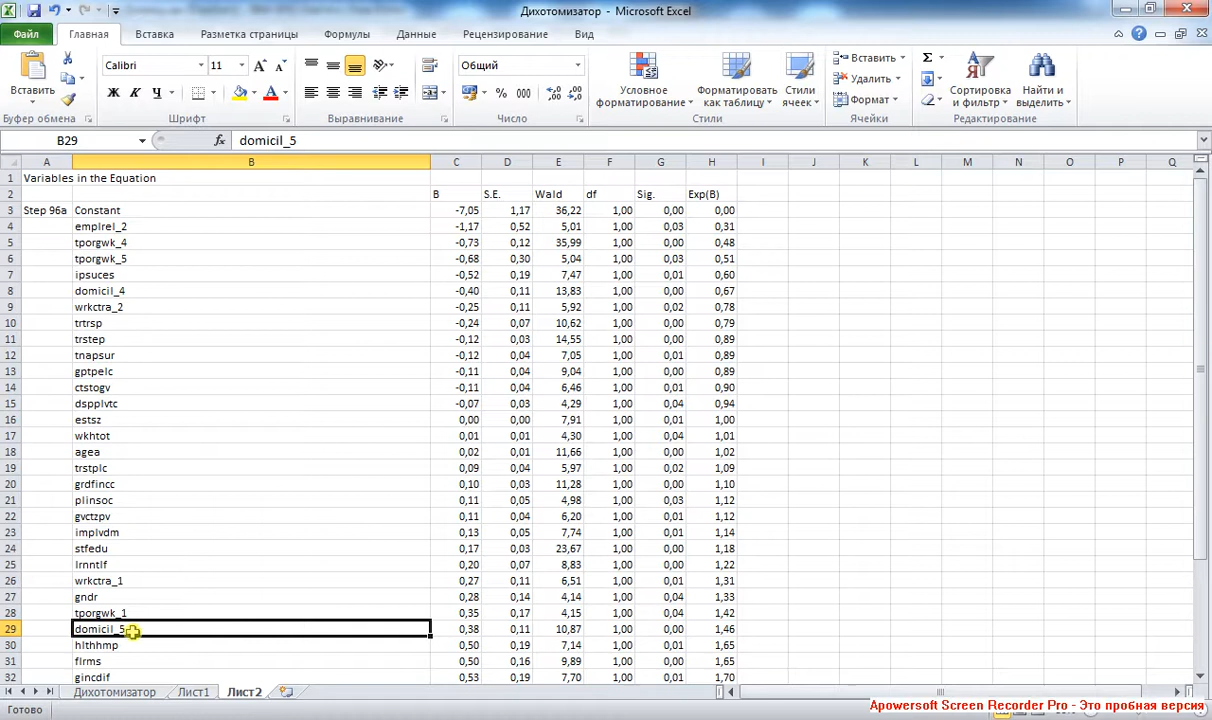 Дихотомизатор - Microsoft Excel
Файл Главная Вставка Разметка страницы Формулы Данные Рецензирование Вид
Вставить Calibri 11 Общий Условное форматирование Форматировать как таблицу Стили ячеек Вставить Удалить Формат Сортировка и фильтр Найти и выделить
Буфер обмена Шрифт Выравнивание Число Стили Ячейки Редактирование
B29 fx domicil_5
A B C D E F G H I J K L M N O P Q
1 Variables in the Equation
2 B S.E. Wald df Sig. Exp(B)
3 Step 96a Constant -7,05 1,17 36,22 1,00 0,00 0,00
4 emplrel_2 -1,17 0,52 5,01 1,00 0,03 0,31
5 tporgwk_4 -0,73 0,12 35,99 1,00 0,00 0,48
6 tporgwk_5 -0,68 0,30 5,04 1,00 0,03 0,51
7 ipsuces -0,52 0,19 7,47 1,00 0,01 0,60
8 domicil_4 -0,40 0,11 13,83 1,00 0,00 0,67
9 wrkctra_2 -0,25 0,11 5,92 1,00 0,02 0,78
10 trtrsp -0,24 0,07 10,62 1,00 0,00 0,79
11 trstep -0,12 0,03 14,55 1,00 0,00 0,89
12 tnapsur -0,12 0,04 7,05 1,00 0,01 0,89
13 gptpelc -0,11 0,04 9,04 1,00 0,00 0,89
14 ctstogv -0,11 0,04 6,46 1,00 0,01 0,90
15 dspplvtc -0,07 0,03 4,29 1,00 0,04 0,94
16 estsz 0,00 0,00 7,91 1,00 0,01 1,00
17 wkhtot 0,01 0,01 4,30 1,00 0,04 1,01
18 agea 0,02 0,01 11,66 1,00 0,00 1,02
19 trstplc 0,09 0,04 5,97 1,00 0,02 1,09
20 grdfincc 0,10 0,03 11,28 1,00 0,00 1,10
21 plinsoc 0,11 0,05 4,98 1,00 0,03 1,12
22 gvctzpv 0,11 0,04 6,20 1,00 0,01 1,12
23 implvdm 0,13 0,05 7,74 1,00 0,01 1,14
24 stfedu 0,17 0,03 23,67 1,00 0,00 1,18
25 lrnntlf 0,20 0,07 8,83 1,00 0,00 1,22
26 wrkctra_1 0,27 0,11 6,51 1,00 0,01 1,31
27 gndr 0,28 0,14 4,14 1,00 0,04 1,33
28 tporgwk_1 0,35 0,17 4,15 1,00 0,04 1,42
29 domicil_5 0,38 0,11 10,87 1,00 0,00 1,46
30 hlthhmp 0,50 0,19 7,14 1,00 0,01 1,65
31 flrms 0,50 0,16 9,89 1,00 0,00 1,65
32 gincdif 0,53 0,19 7,70 1,00 0,01 1,70
Дихотомизатор Лист1 Лист2
Готово
Apowersoft Screen Recorder Pro - Это пробная версия